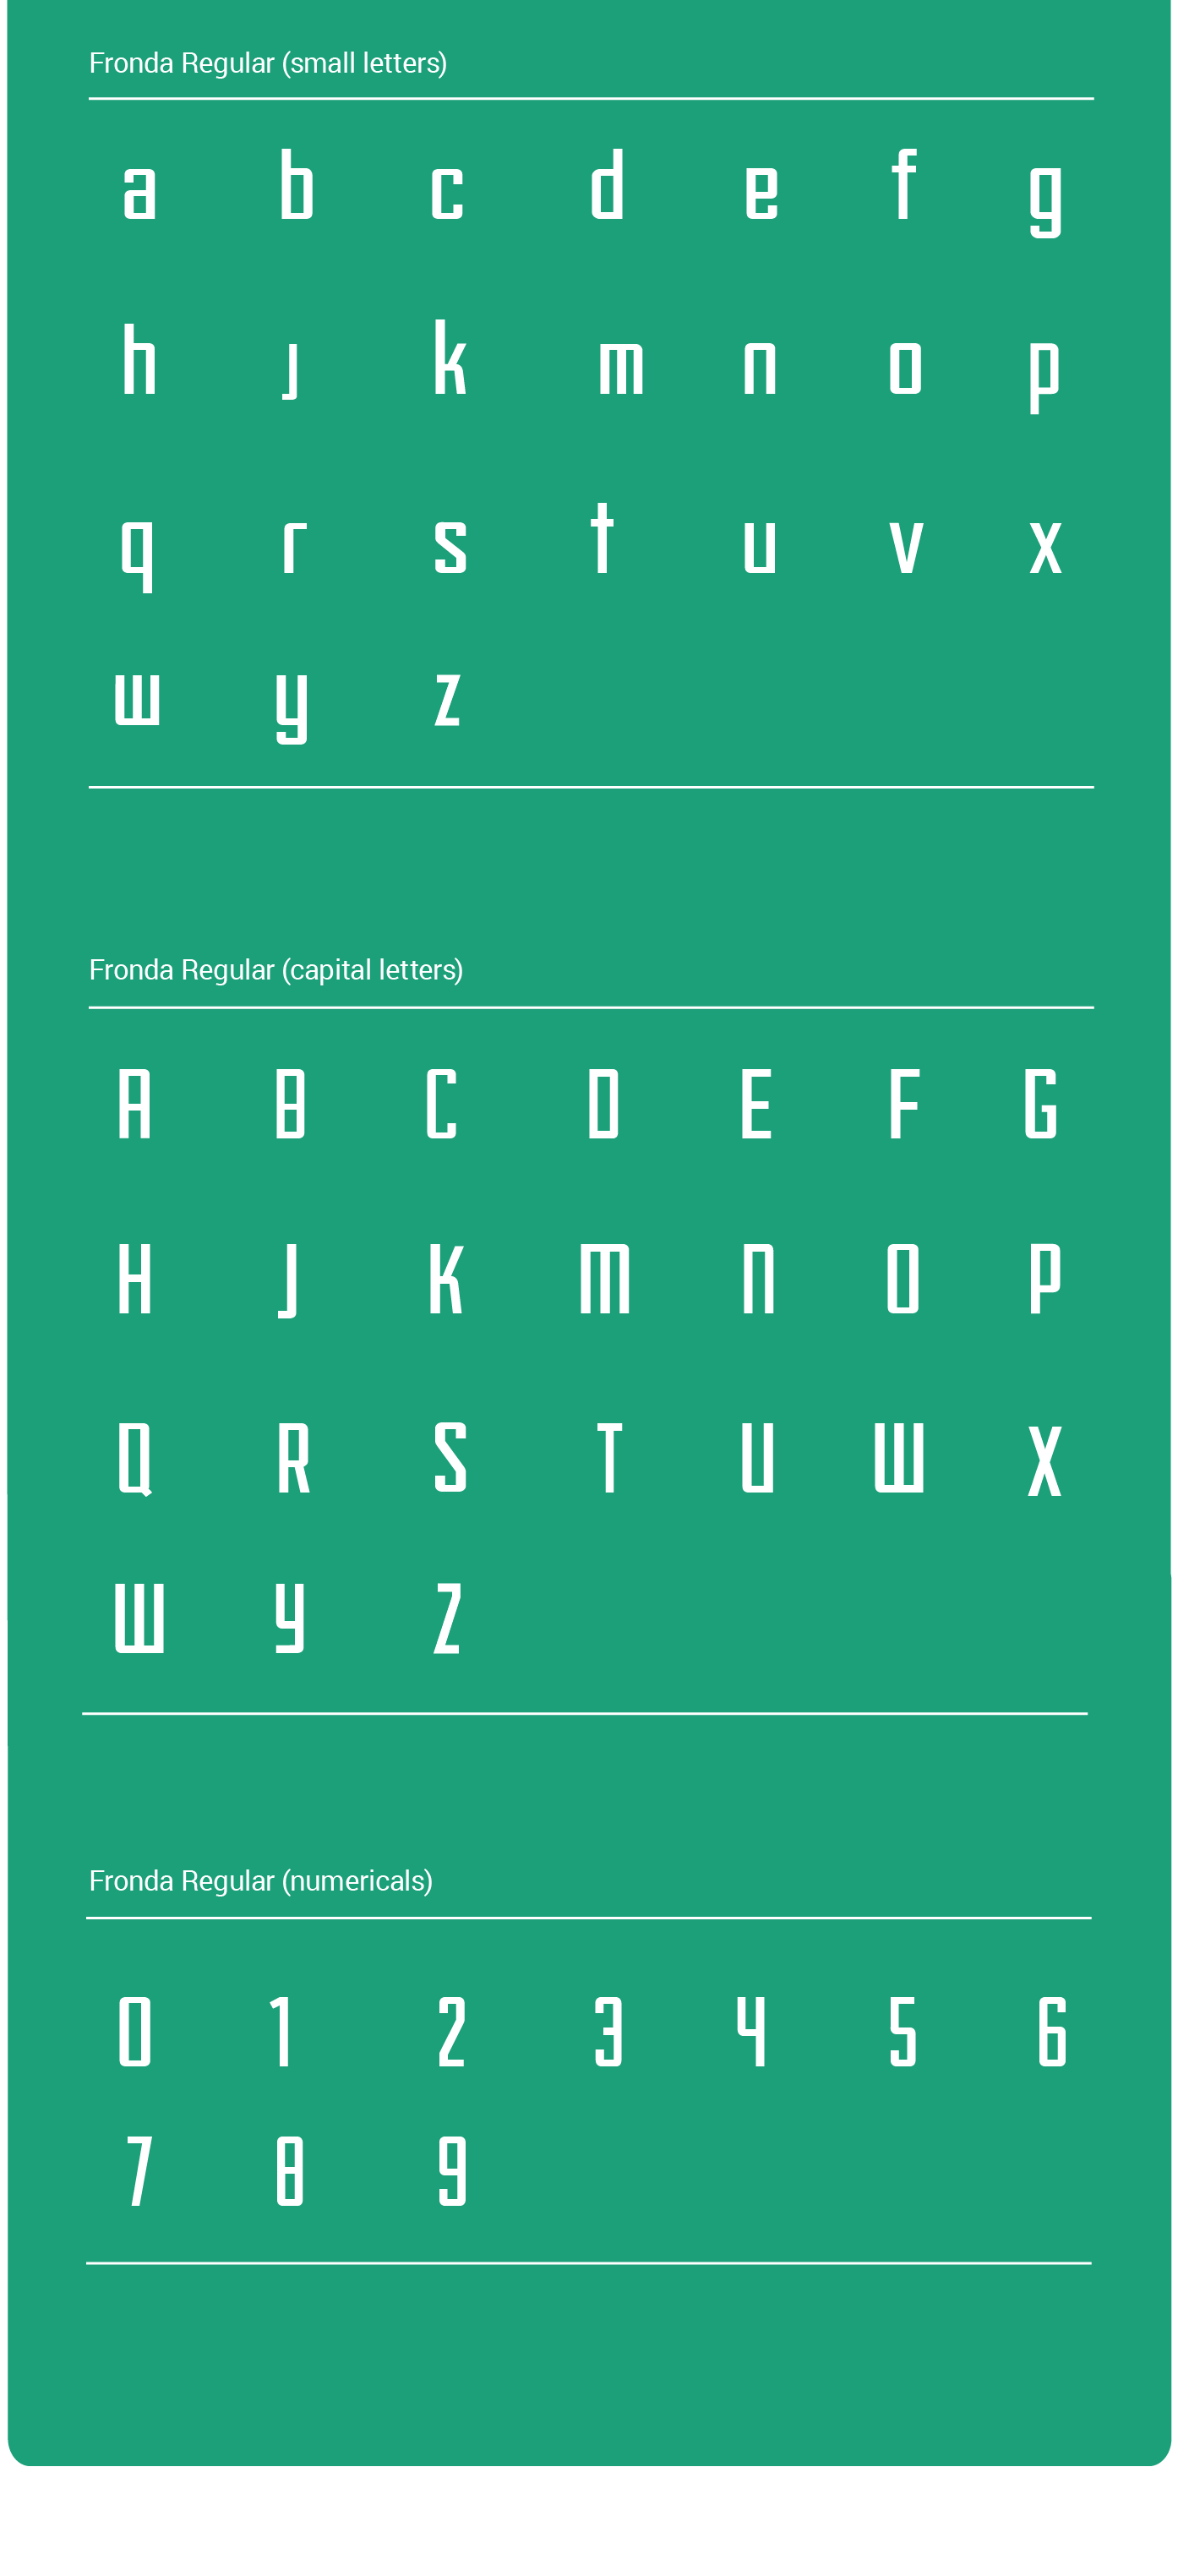 Fronda Regular (small letters)
a b c d e f g
h ȷ k m n o p
q r s t u v x
w y z
Fronda Regular (capital letters)
A B C D E F G
H J K M N O P
Q R S T U W X
W Y Z
Fronda Regular (numericals)
0 1 2 3 4 5 6
7 8 9